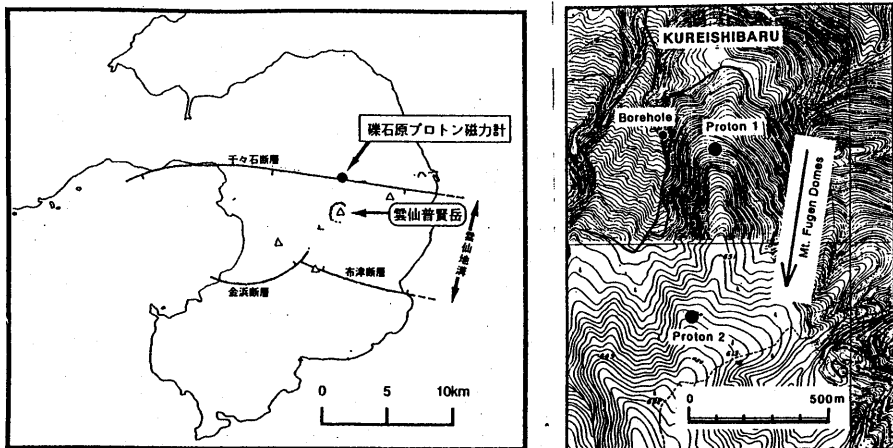 礫石原プロトン磁力計
千々石断層
雲仙普賢岳
雲仙地溝
布津断層
金浜断層
0 5 10km
KUREISHIBARU
Borehole
Proton 1
Mt. Fugen Domes
Proton 2
0 500m